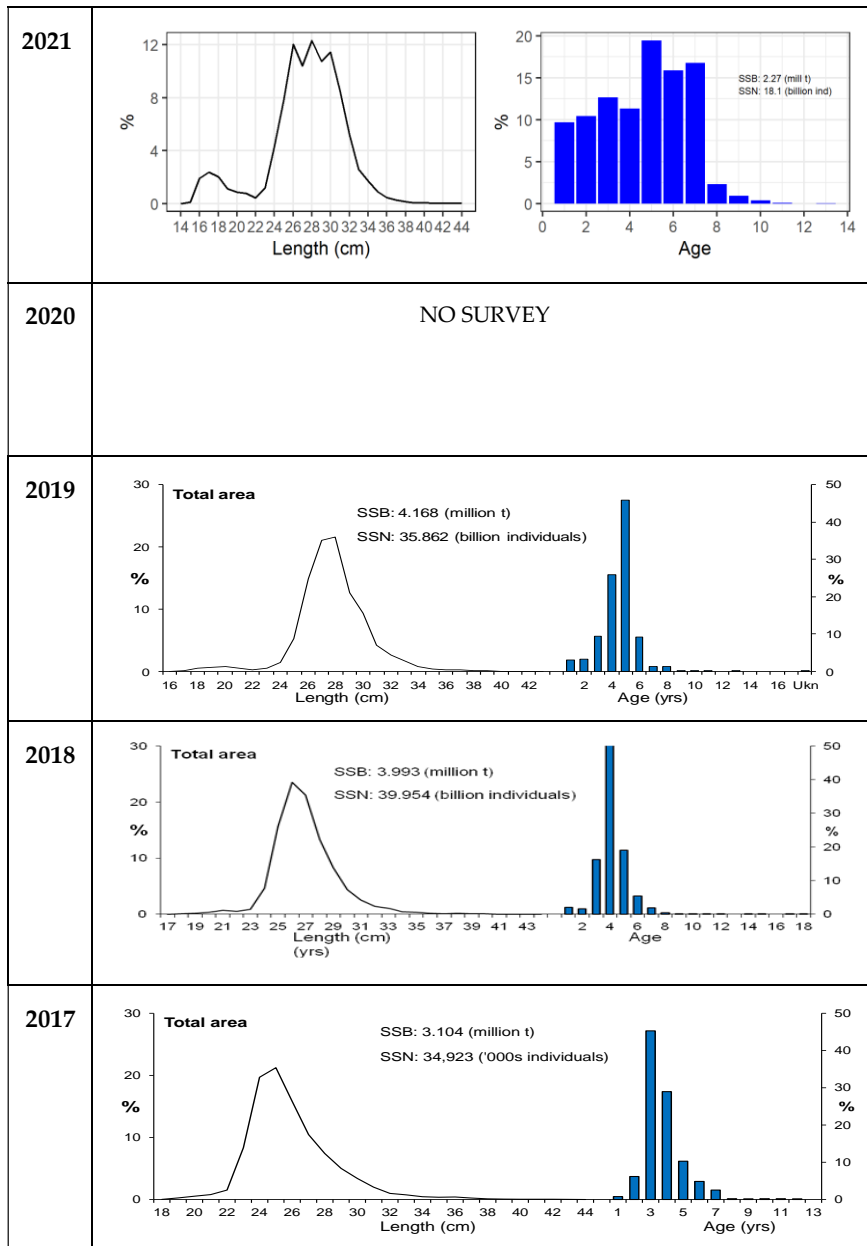 2021
12
8
4
0
%
14 16 18 20 22 24 26 28 30 32 34 36 38 40 42 44
Length (cm)
20
15
10
5
0
%
SSB: 2.27 (mill t)
SSN: 18.1 (billion ind)
0 2 4 6 8 10 12 14
Age
2020
NO SURVEY
2019
Total area
SSB: 4.168 (million t)
SSN: 35.862 (billion individuals)
30
20
%
10
0
16 18 20 22 24 26 28 30 32 34 36 38 40 42
Length (cm)
50
40
%
30
20
10
0
2 4 6 8 10 12 14 16 Ukn
Age (yrs)
2018
Total area
SSB: 3.993 (million t)
SSN: 39.954 (billion individuals)
30
20
%
10
0
17 19 21 23 25 27 29 31 33 35 37 39 41 43
Length (cm)
(yrs)
50
40
30
%
20
10
0
2 4 6 8 10 12 14 16 18
Age
2017
Total area
SSB: 3.104 (million t)
SSN: 34,923 ('000s individuals)
30
20
%
10
0
18 20 22 24 25 28 30 32 34 36 38 40 42 44
Length (cm)
50
40
30
%
20
10
0
1 3 5 7 9 11 13
Age (yrs)